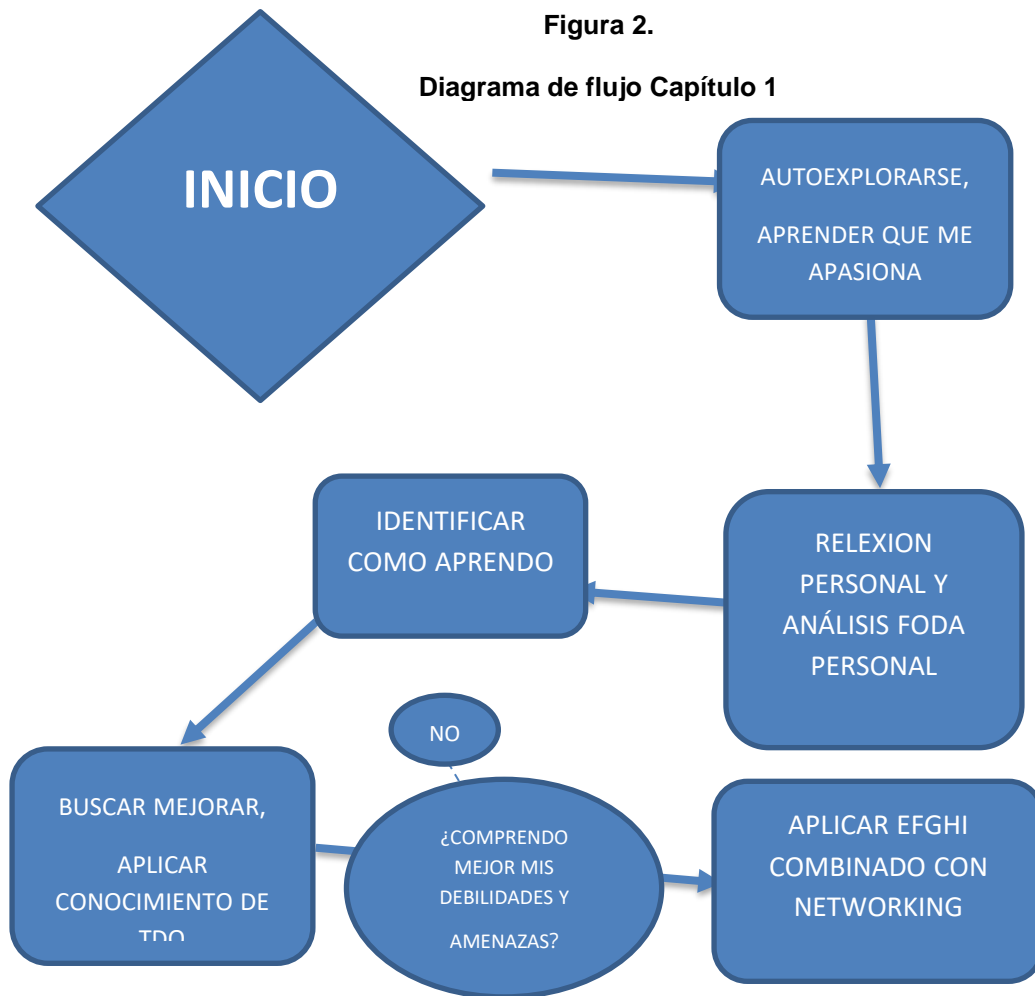 Figura 2.
Diagrama de flujo Capítulo 1
INICIO
AUTOEXPLORARSE,
APRENDER QUE ME
APASIONA
RELEXION
PERSONAL Y
ANÁLISIS FODA
PERSONAL
IDENTIFICAR
COMO APRENDO
BUSCAR MEJORAR,
APLICAR
CONOCIMIENTO DE
TDO
NO
¿COMPRENDO
MEJOR MIS
DEBILIDADES Y
AMENAZAS?
APLICAR EFGHI
COMBINADO CON
NETWORKING